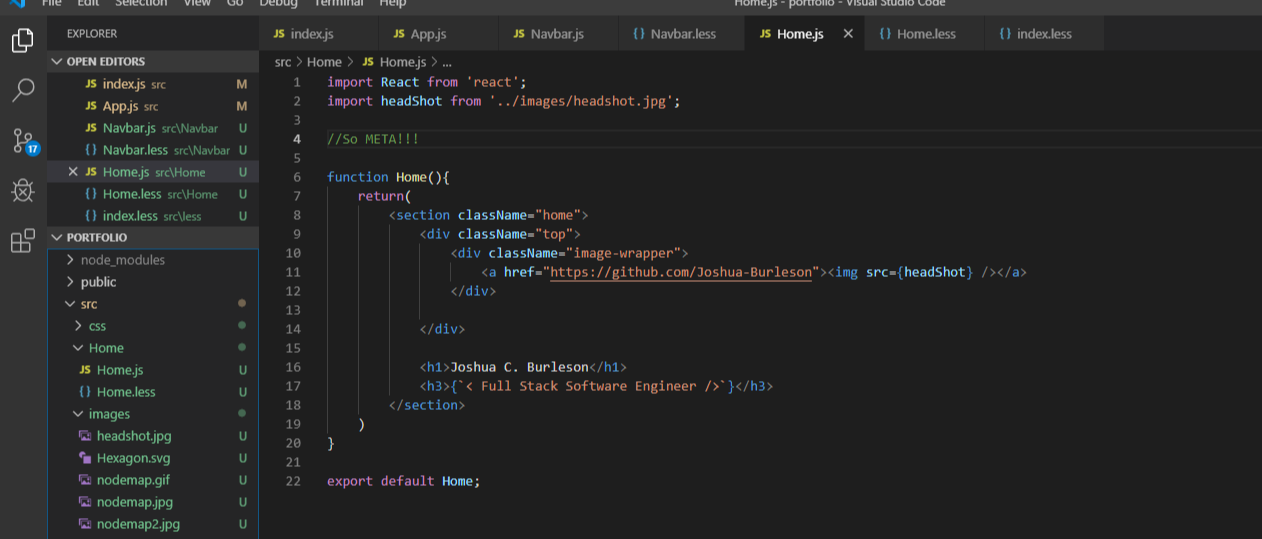 File Edit Selection View Go Debug Terminal Help Home.js - portfolio - Visual Studio Code
EXPLORER
JS index.js JS App.js JS Navbar.js {} Navbar.less JS Home.js × {} Home.less {} index.less
OPEN EDITORS
JS index.js src M
JS App.js src M
JS Navbar.js src\Navbar U
{} Navbar.less src\Navbar U
× JS Home.js src\Home U
{} Home.less src\Home U
{} index.less src\less U
17
PORTFOLIO
> node_modules
> public
src
> css
Home
JS Home.js U
{} Home.less U
images
headshot.jpg U
Hexagon.svg U
nodemap.gif U
nodemap.jpg U
nodemap2.jpg U
src > Home > JS Home.js > ...
1 import React from 'react';
2 import headShot from '../images/headshot.jpg';
3
4 //So META!!!
5
6 function Home(){
7     return(
8         <section className="home">
9             <div className="top">
10                 <div className="image-wrapper">
11                     <a href="https://github.com/Joshua-Burleson"><img src={headShot} /></a>
12                 </div>
13
14             </div>
15
16             <h1>Joshua C. Burleson</h1>
17             <h3>{`< Full Stack Software Engineer />`}</h3>
18         </section>
19     )
20 }
21
22 export default Home;